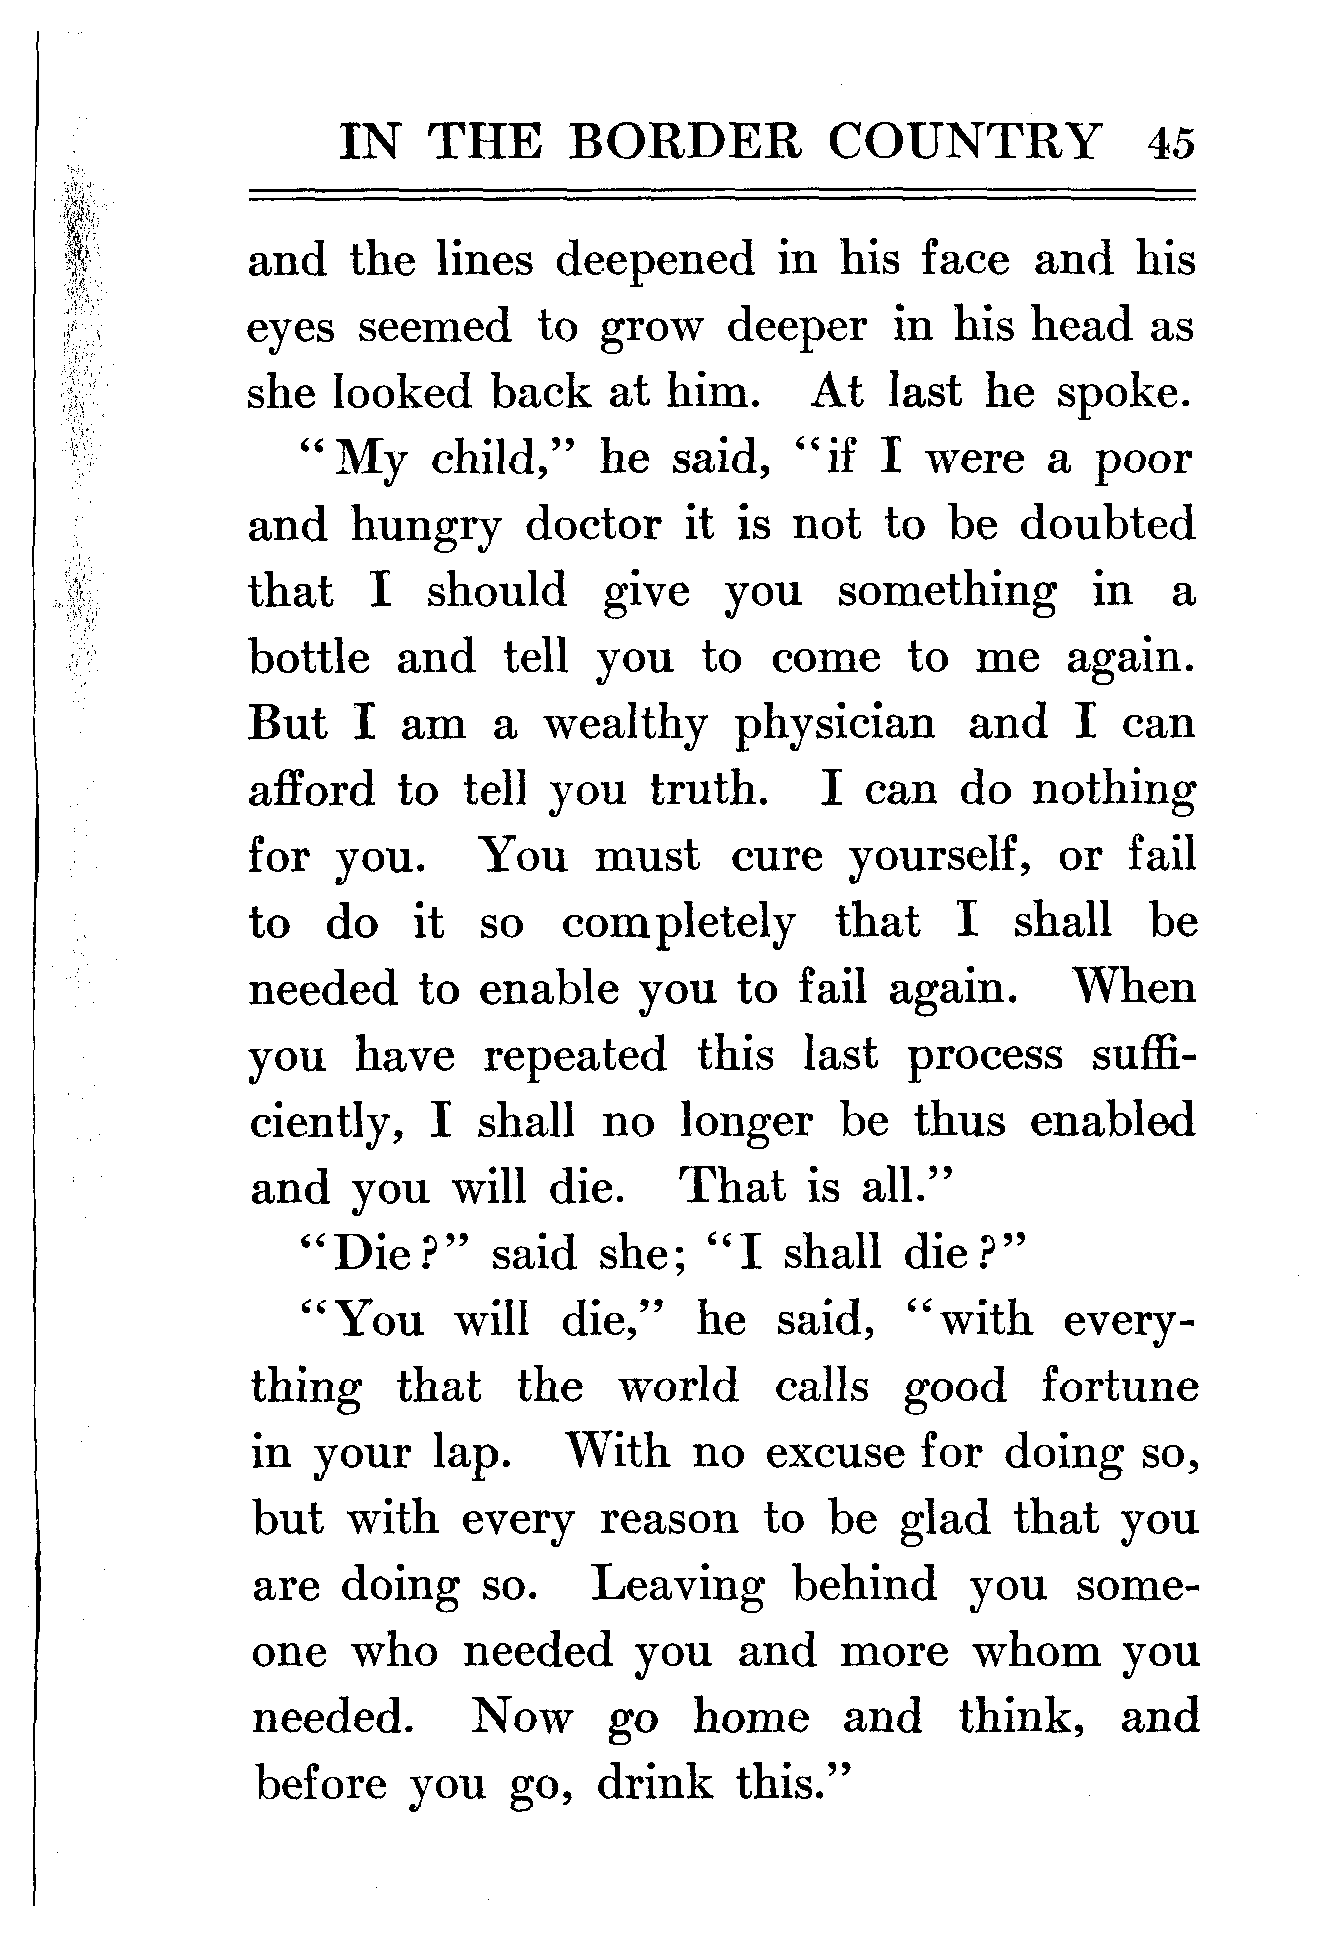 IN THE BORDER COUNTRY 45
and the lines deepened in his face and his
eyes seemed to grow deeper in his head as
she looked back at him. At last he spoke.
“My child,” he said, “if I were a poor
and hungry doctor it is not to be doubted
that I should give you something in a
bottle and tell you to come to me again.
But I am a wealthy physician and I can
afford to tell you truth. I can do nothing
for you. You must cure yourself, or fail
to do it so completely that I shall be
needed to enable you to fail again. When
you have repeated this last process suffi-
ciently, I shall no longer be thus enabled
and you will die. That is all.”
“Die?” said she; “I shall die?”
“You will die,” he said, “with every-
thing that the world calls good fortune
in your lap. With no excuse for doing so,
but with every reason to be glad that you
are doing so. Leaving behind you some-
one who needed you and more whom you
needed. Now go home and think, and
before you go, drink this.”